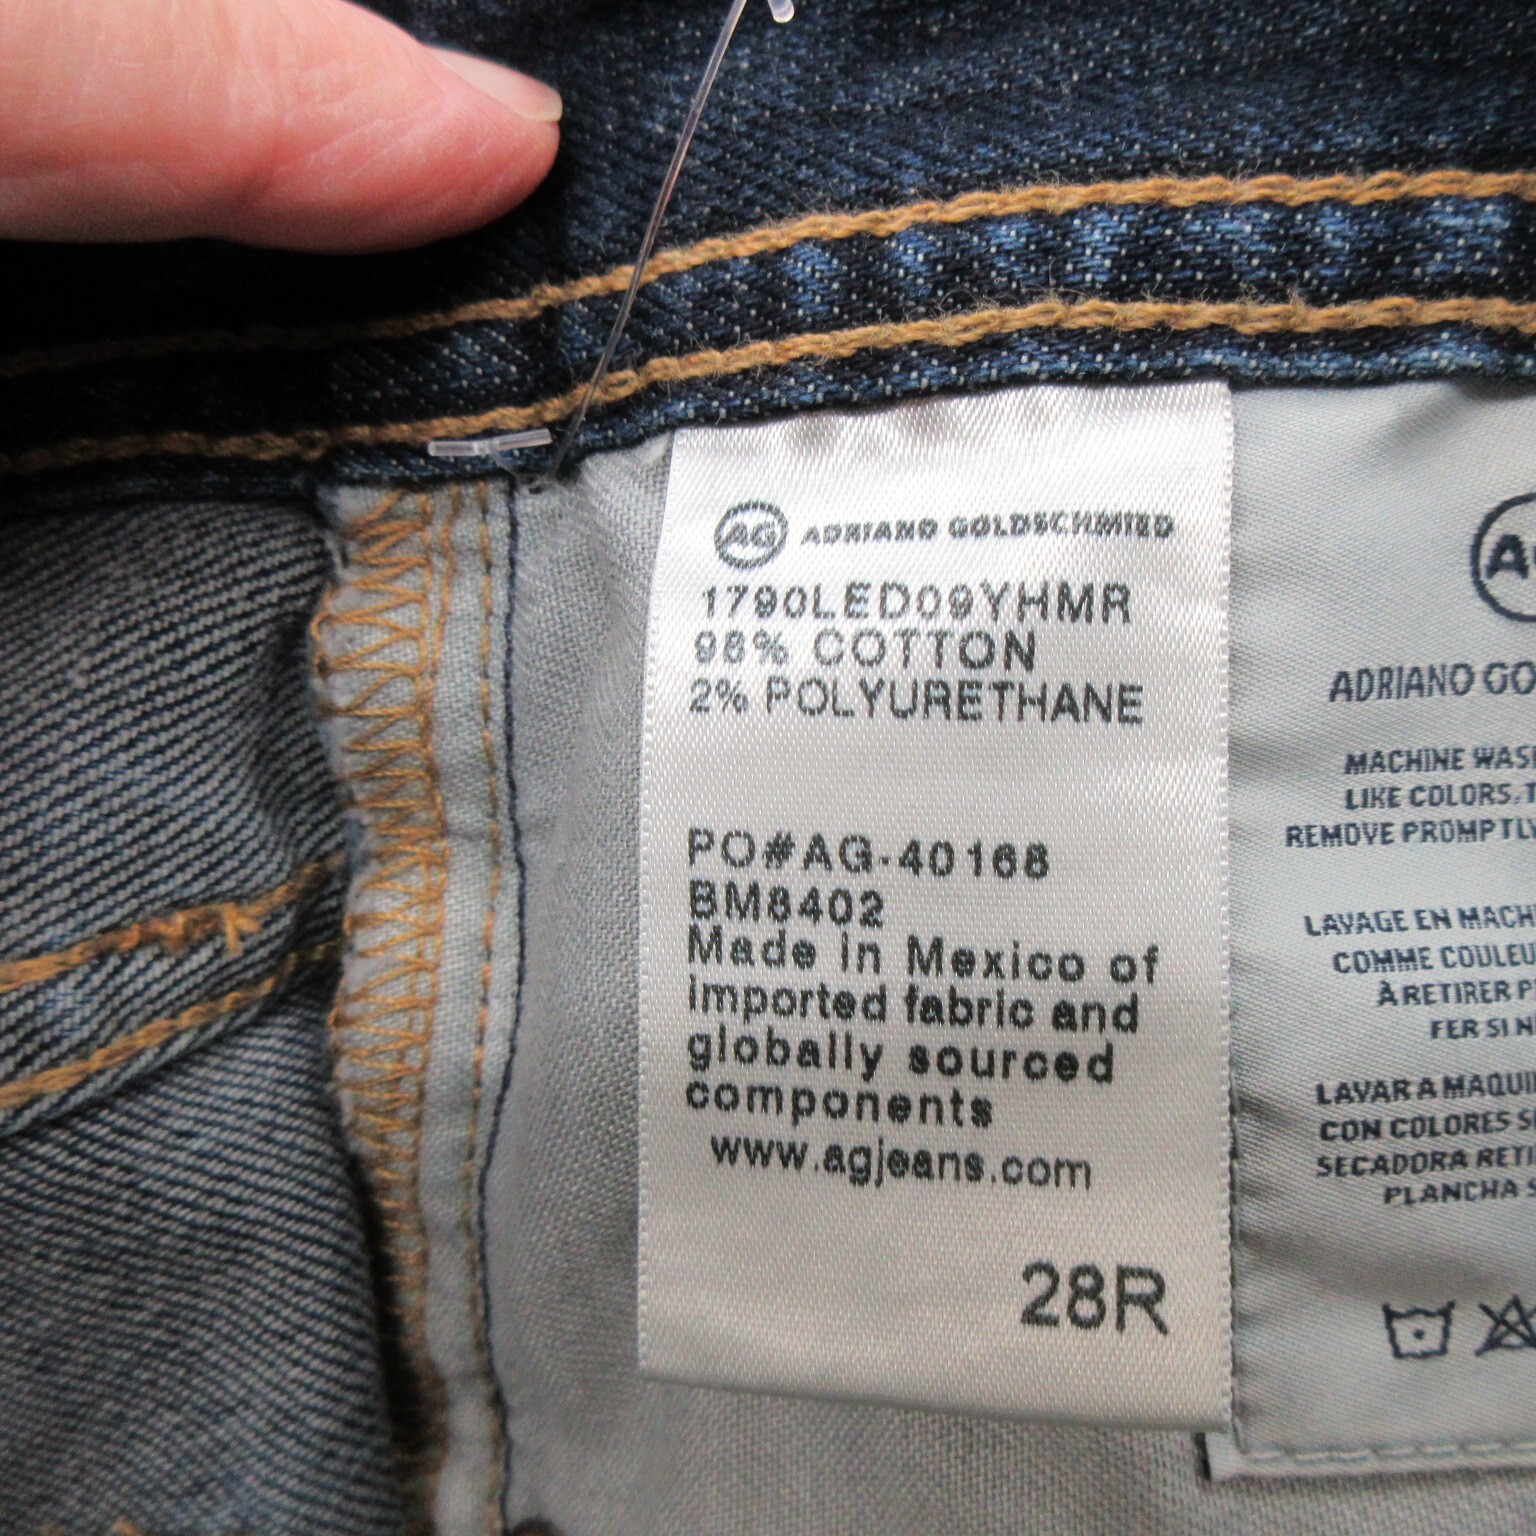 AG ADRIANO GOLDSCHMIED
1790LED09YHMR
98% COTTON
2% POLYURETHANE
PO#AG-40168
BM8402
Made in Mexico of
imported fabric and
globally sourced
components
www.agjeans.com
28R
ADRIANO GO
MACHINE WAS
LIKE COLORS, T
REMOVE PROMPTL
LAVAGE EN MACH
COMME COULEU
À RETIRER P
FER SI N
LAVAR A MAQUI
CON COLORES S
SECADORA RETI
PLANCHA S